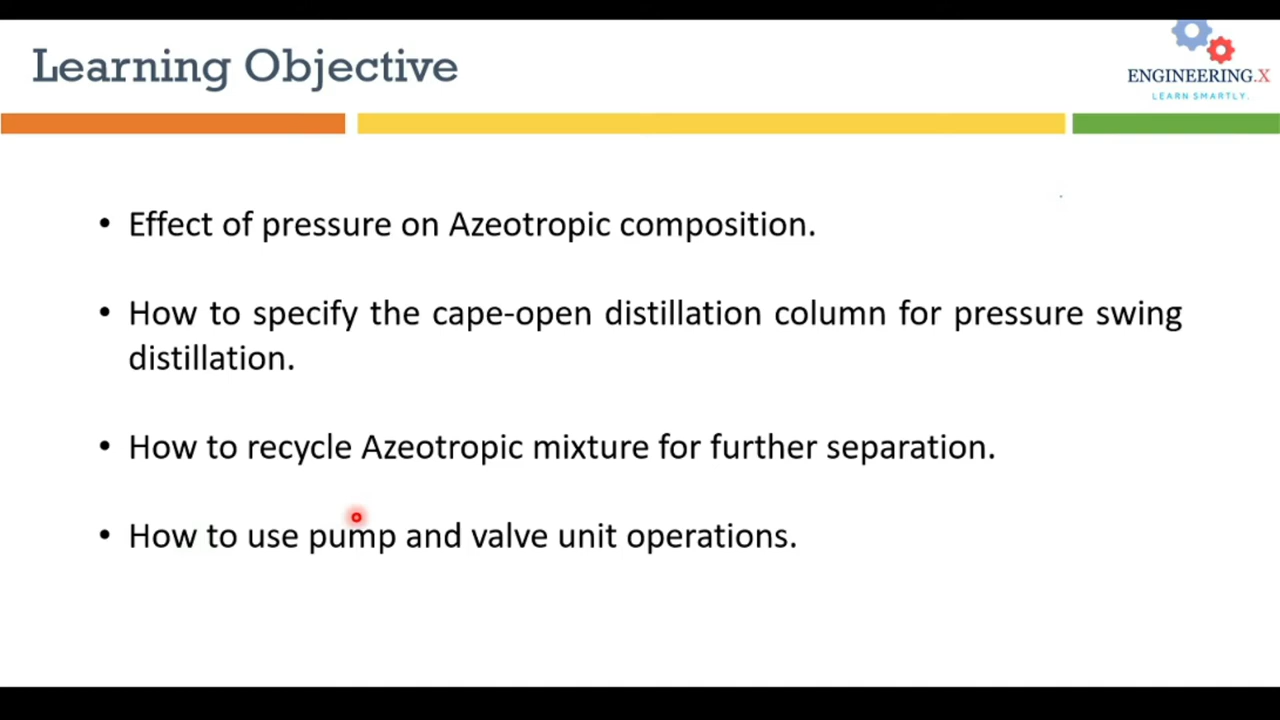 Learning Objective
ENGINEERING.X
LEARN SMARTLY.
• Effect of pressure on Azeotropic composition.
• How to specify the cape-open distillation column for pressure swing
distillation.
• How to recycle Azeotropic mixture for further separation.
• How to use pump and valve unit operations.